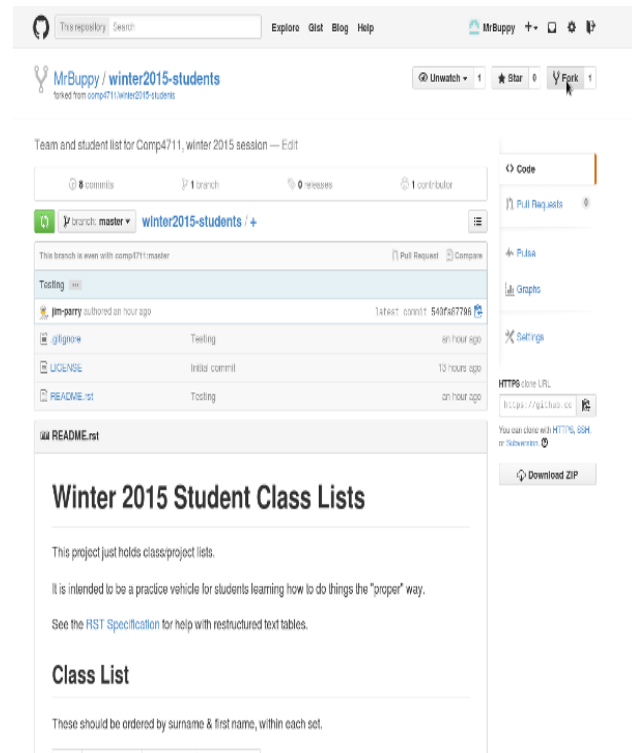 This repository Search Explore Gist Blog Help MrBuppy
MrBuppy / winter2015-students Unwatch 1 Star 0 Fork 1
forked from comp4711/winter2015-students
Team and student list for Comp4711, winter 2015 session — Edit
8 commits 1 branch 0 releases 1 contributor
branch: master winter2015-students / +
This branch is even with comp4711:master Pull Request Compare
Testing
jim-parry authored an hour ago latest commit 540fa87796
.gitignore Testing an hour ago
LICENSE Initial commit 13 hours ago
README.rst Testing an hour ago
README.rst
Winter 2015 Student Class Lists
This project just holds class/project lists.
It is intended to be a practice vehicle for students learning how to do things the "proper" way.
See the RST Specification for help with restructured text tables.
Class List
These should be ordered by surname & first name, within each set.
Code
Pull Requests 0
Pulse
Graphs
Settings
HTTPS clone URL
https://github.cc
You can clone with HTTPS, SSH,
or Subversion.
Download ZIP